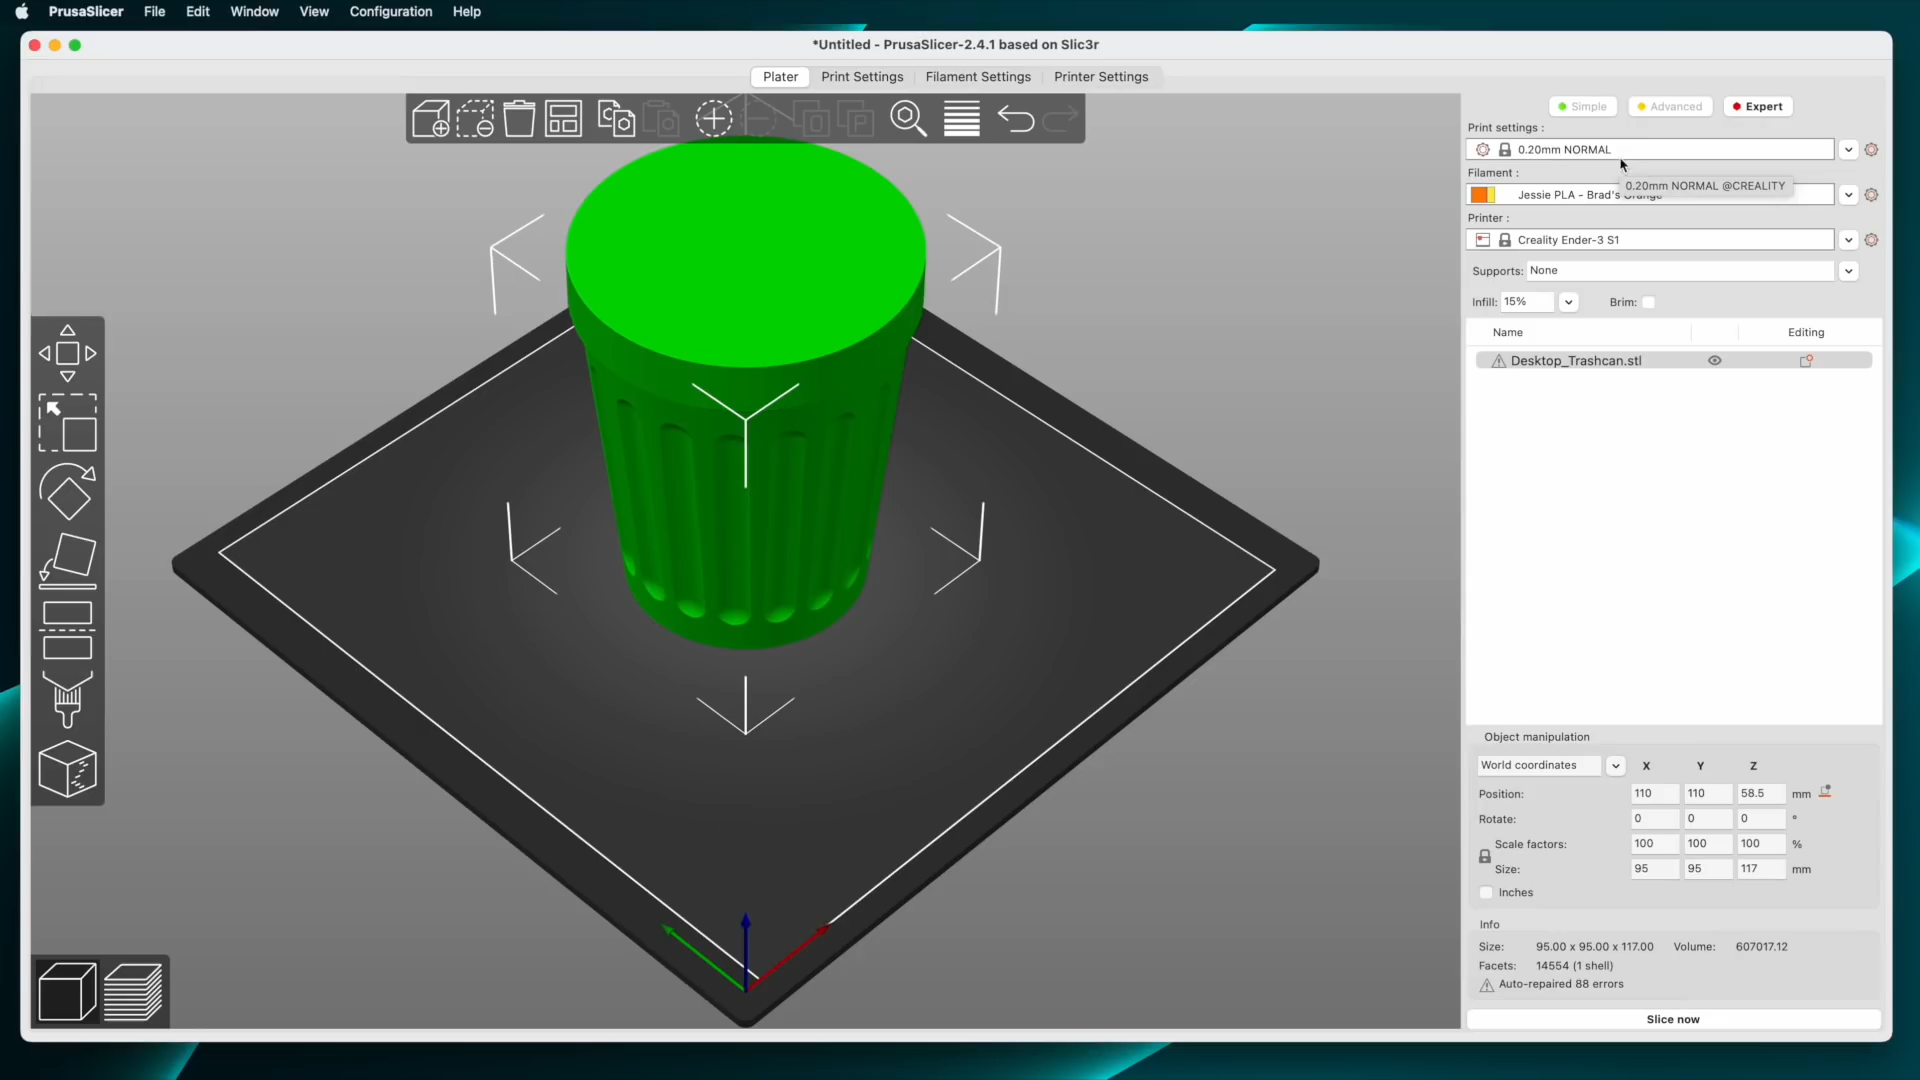 PrusaSlicer File Edit Window View Configuration Help
*Untitled - PrusaSlicer-2.4.1 based on Slic3r
Plater Print Settings Filament Settings Printer Settings
Simple Advanced Expert
Print settings :
0.20mm NORMAL
Filament :
0.20mm NORMAL @CREALITY
Jessie PLA - Brad's Orange
Printer :
Creality Ender-3 S1
Supports: None
Infill: 15% Brim:
Name Editing
Desktop_Trashcan.stl
Object manipulation
World coordinates X Y Z
Position: 110 110 58.5 mm
Rotate: 0 0 0 °
Scale factors: 100 100 100 %
Size: 95 95 117 mm
Inches
Info
Size: 95.00 x 95.00 x 117.00 Volume: 607017.12
Facets: 14554 (1 shell)
Auto-repaired 88 errors
Slice now